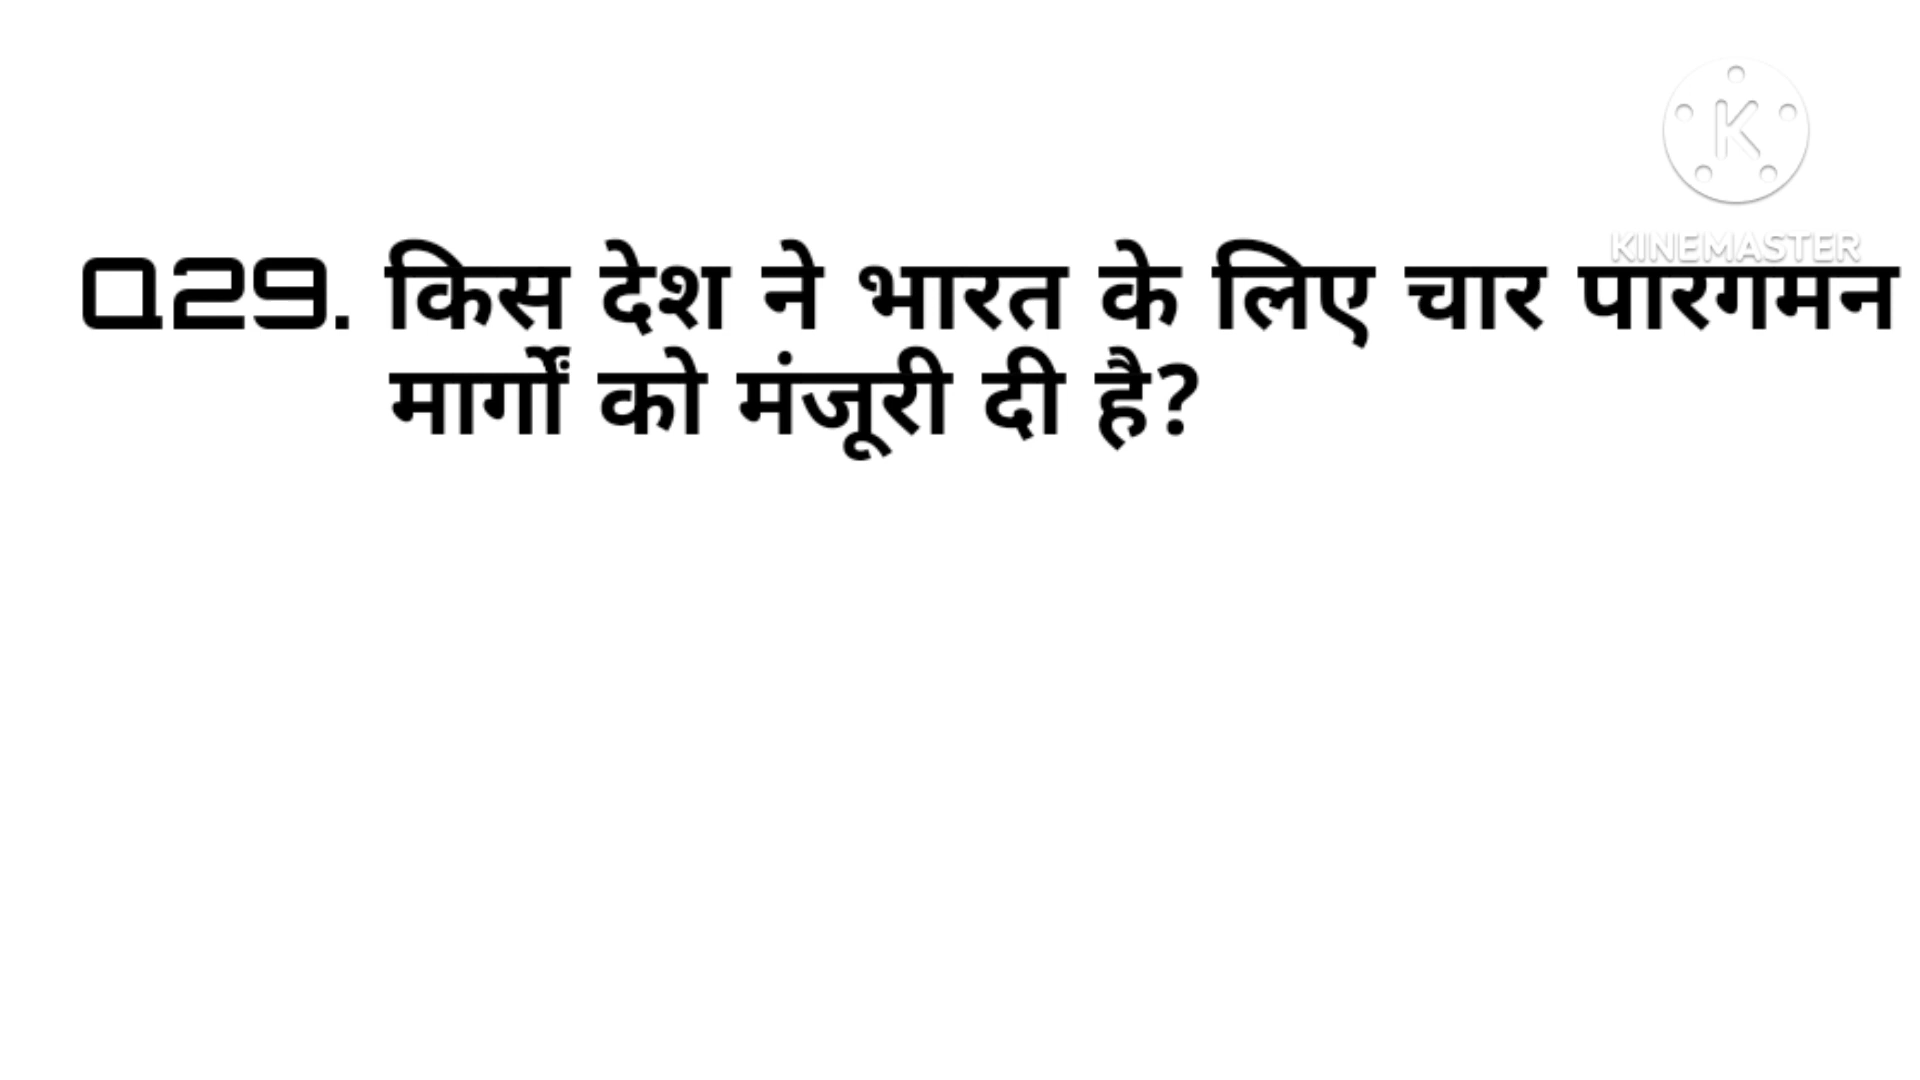 KINEMASTER
Q29. किस देश ने भारत के लिए चार पारगमन
मार्गों को मंजूरी दी है?